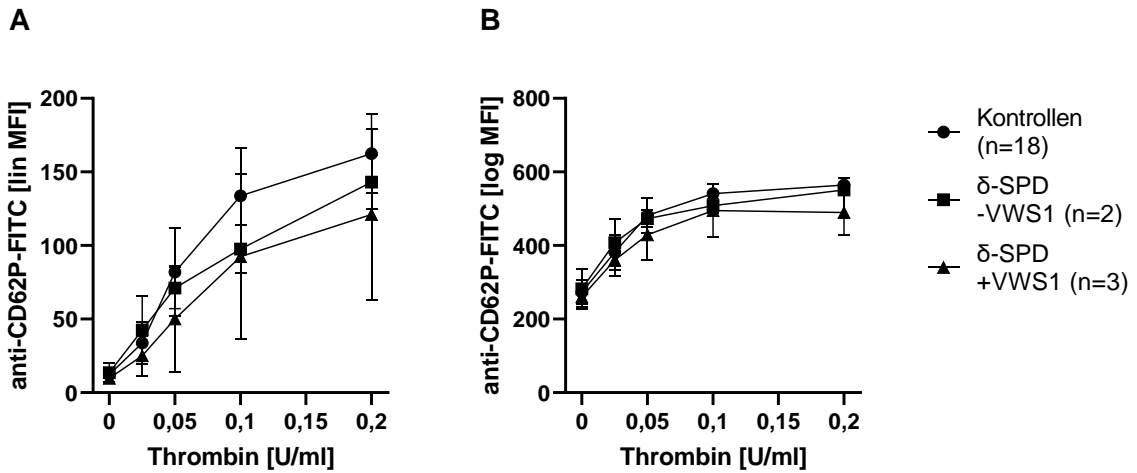 A
B
anti-CD62P-FITC [lin MFI]
200
150
100
50
0
0
0,05
0,1
0,15
0,2
Thrombin [U/ml]
anti-CD62P-FITC [log MFI]
800
600
400
200
0
0
0,05
0,1
0,15
0,2
Thrombin [U/ml]
Kontrollen
(n=18)
δ-SPD
-VWS1 (n=2)
δ-SPD
+VWS1 (n=3)